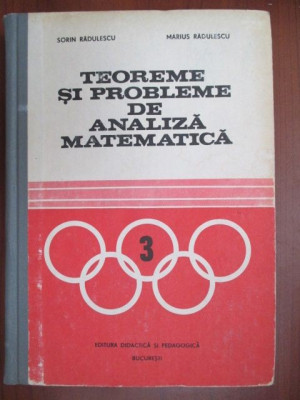 SORIN RĂDULESCU MARIUS RĂDULESCU
TEOREME
ȘI PROBLEME
DE
ANALIZĂ
MATEMATICĂ
3
EDITURA DIDACTICĂ ȘI PEDAGOGICĂ
BUCUREȘTI